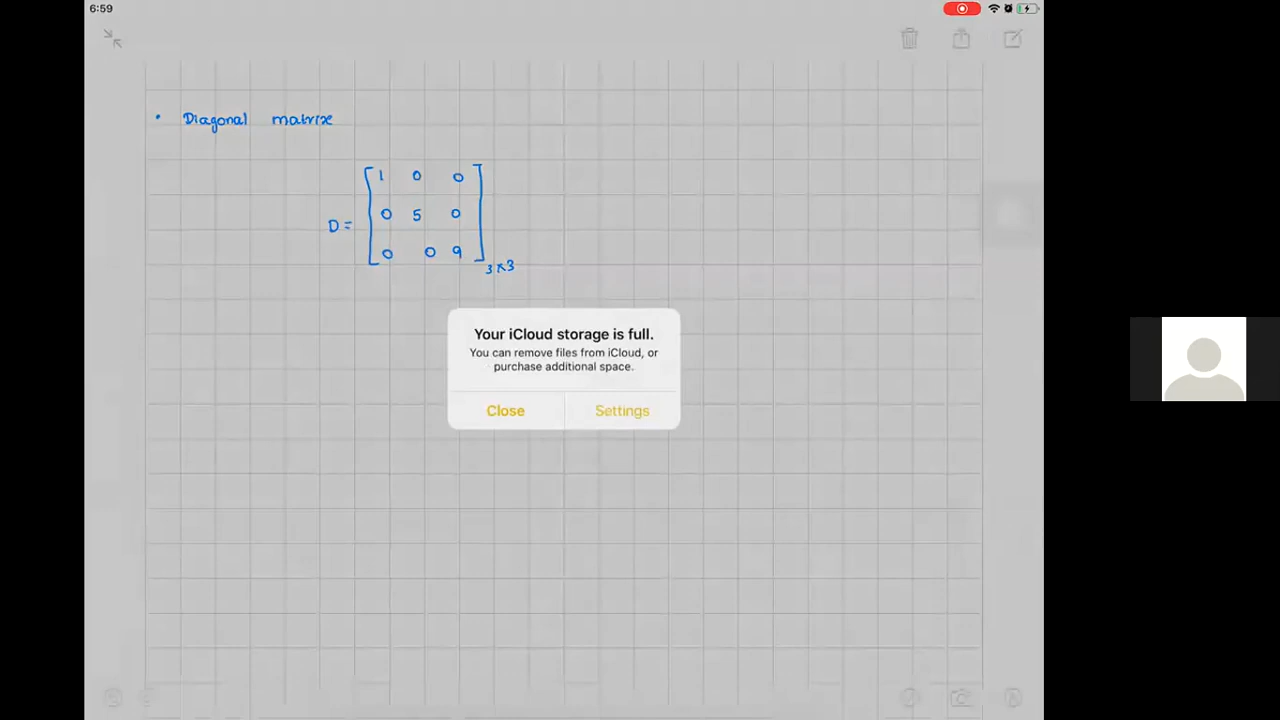 6:59
• Diagonal matrix
D = [ 1 0 0
0 5 0
0 0 9 ] 3×3
Your iCloud storage is full.
You can remove files from iCloud, or
purchase additional space.
Close Settings